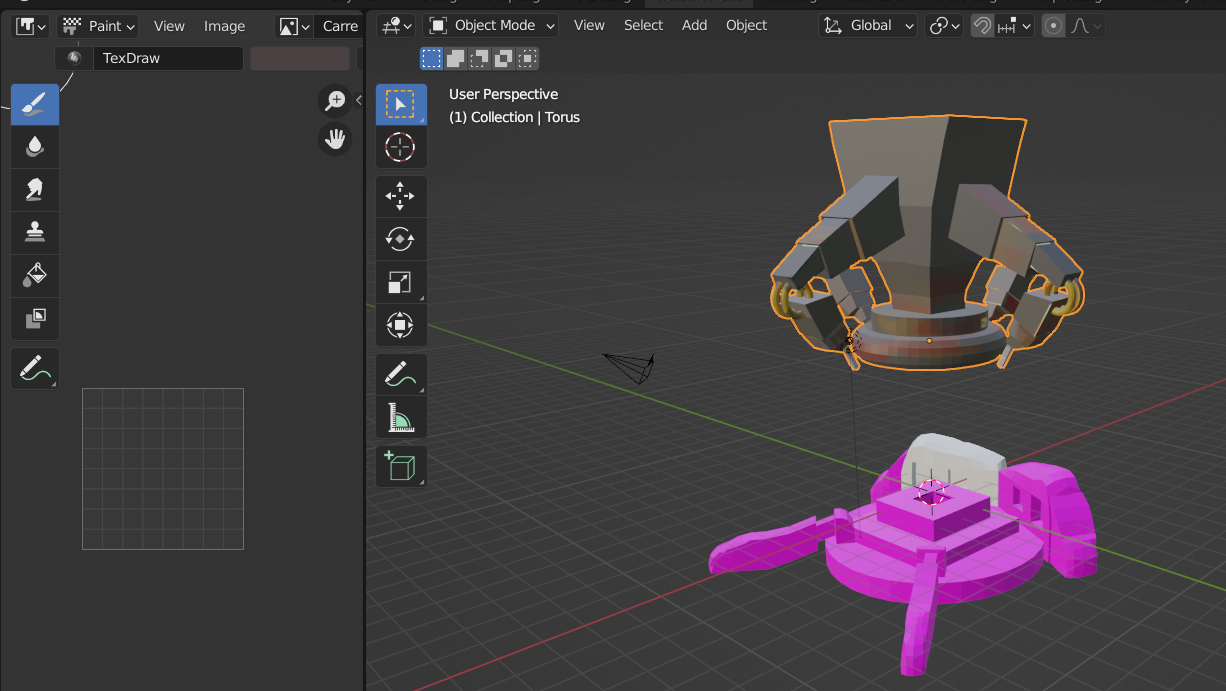 Paint
View
Image
Carre
Object Mode
View
Select
Add
Object
Global
TexDraw
User Perspective
(1) Collection | Torus